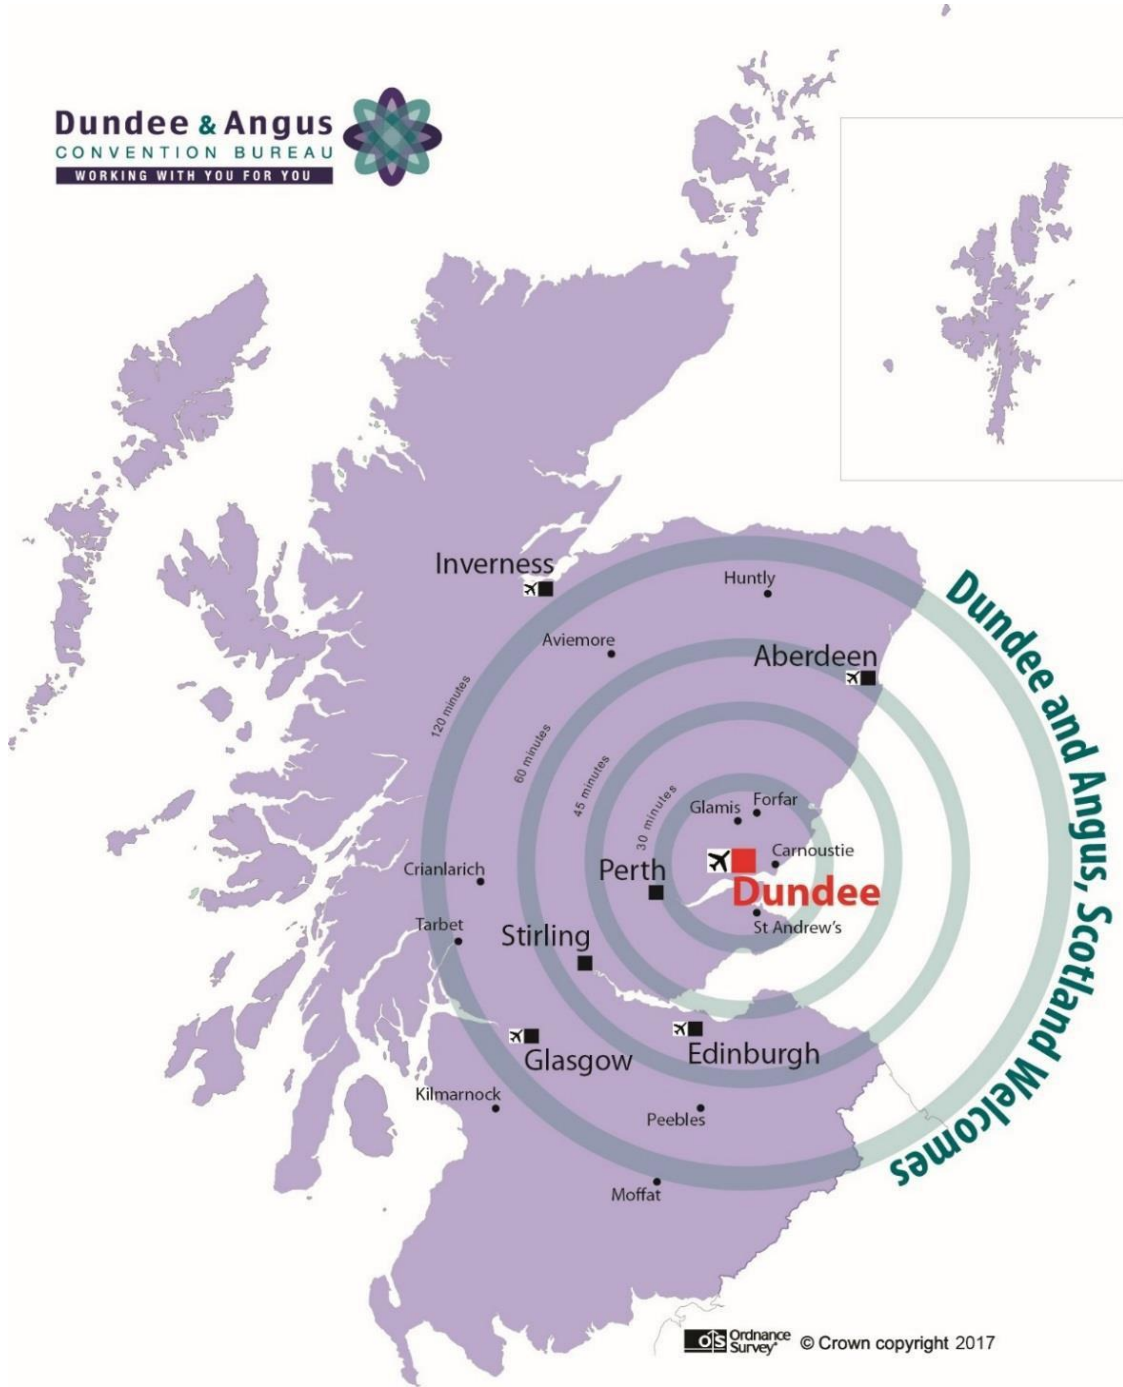 Dundee & Angus
CONVENTION BUREAU
WORKING WITH YOU FOR YOU
Inverness
Huntly
Aviemore
Aberdeen
120 minutes
60 minutes
45 minutes
30 minutes
Glamis
Forfar
Carnoustie
Crianlarich
Perth
Dundee
Tarbet
St Andrew's
Stirling
Glasgow
Edinburgh
Kilmarnock
Peebles
Moffat
Dundee and Angus, Scotland Welcomes
OS Ordnance
Survey®
© Crown copyright 2017